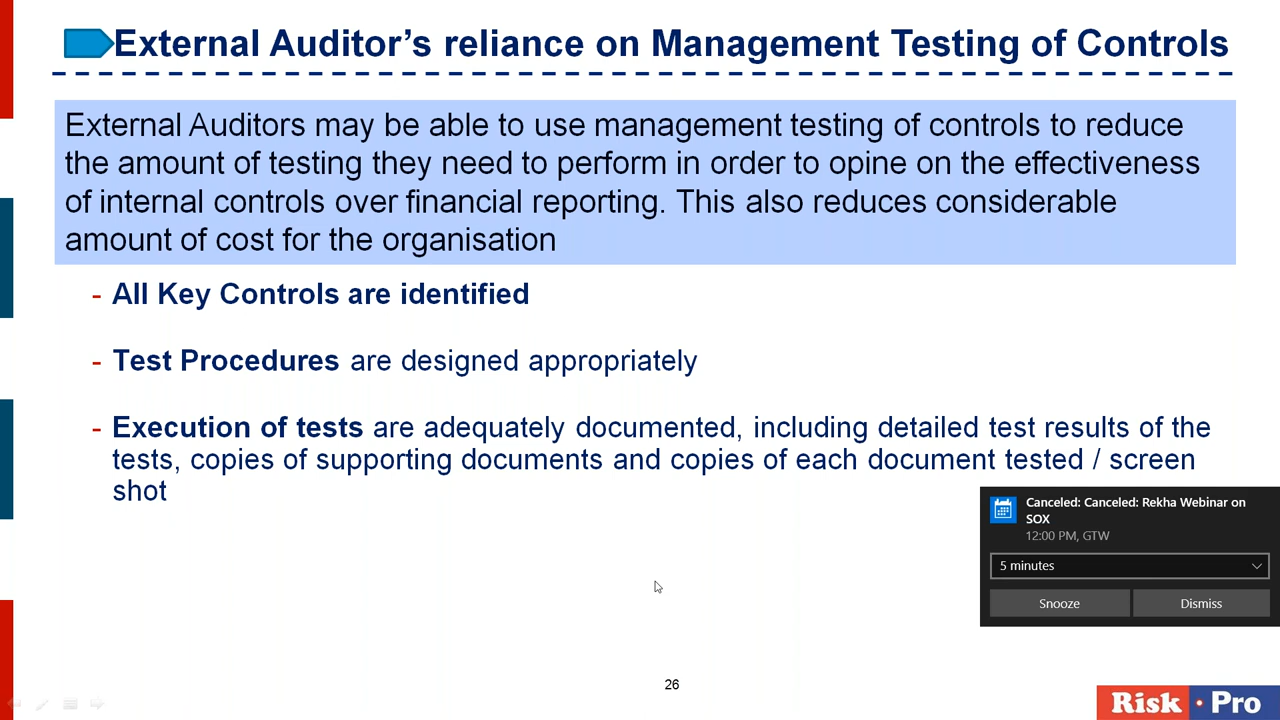 External Auditor’s reliance on Management Testing of Controls
External Auditors may be able to use management testing of controls to reduce
the amount of testing they need to perform in order to opine on the effectiveness
of internal controls over financial reporting. This also reduces considerable
amount of cost for the organisation
- All Key Controls are identified
- Test Procedures are designed appropriately
- Execution of tests are adequately documented, including detailed test results of the
tests, copies of supporting documents and copies of each document tested / screen
shot
Canceled: Canceled: Rekha Webinar on
SOX
12:00 PM, GTW
5 minutes
Snooze Dismiss
26
Risk • Pro